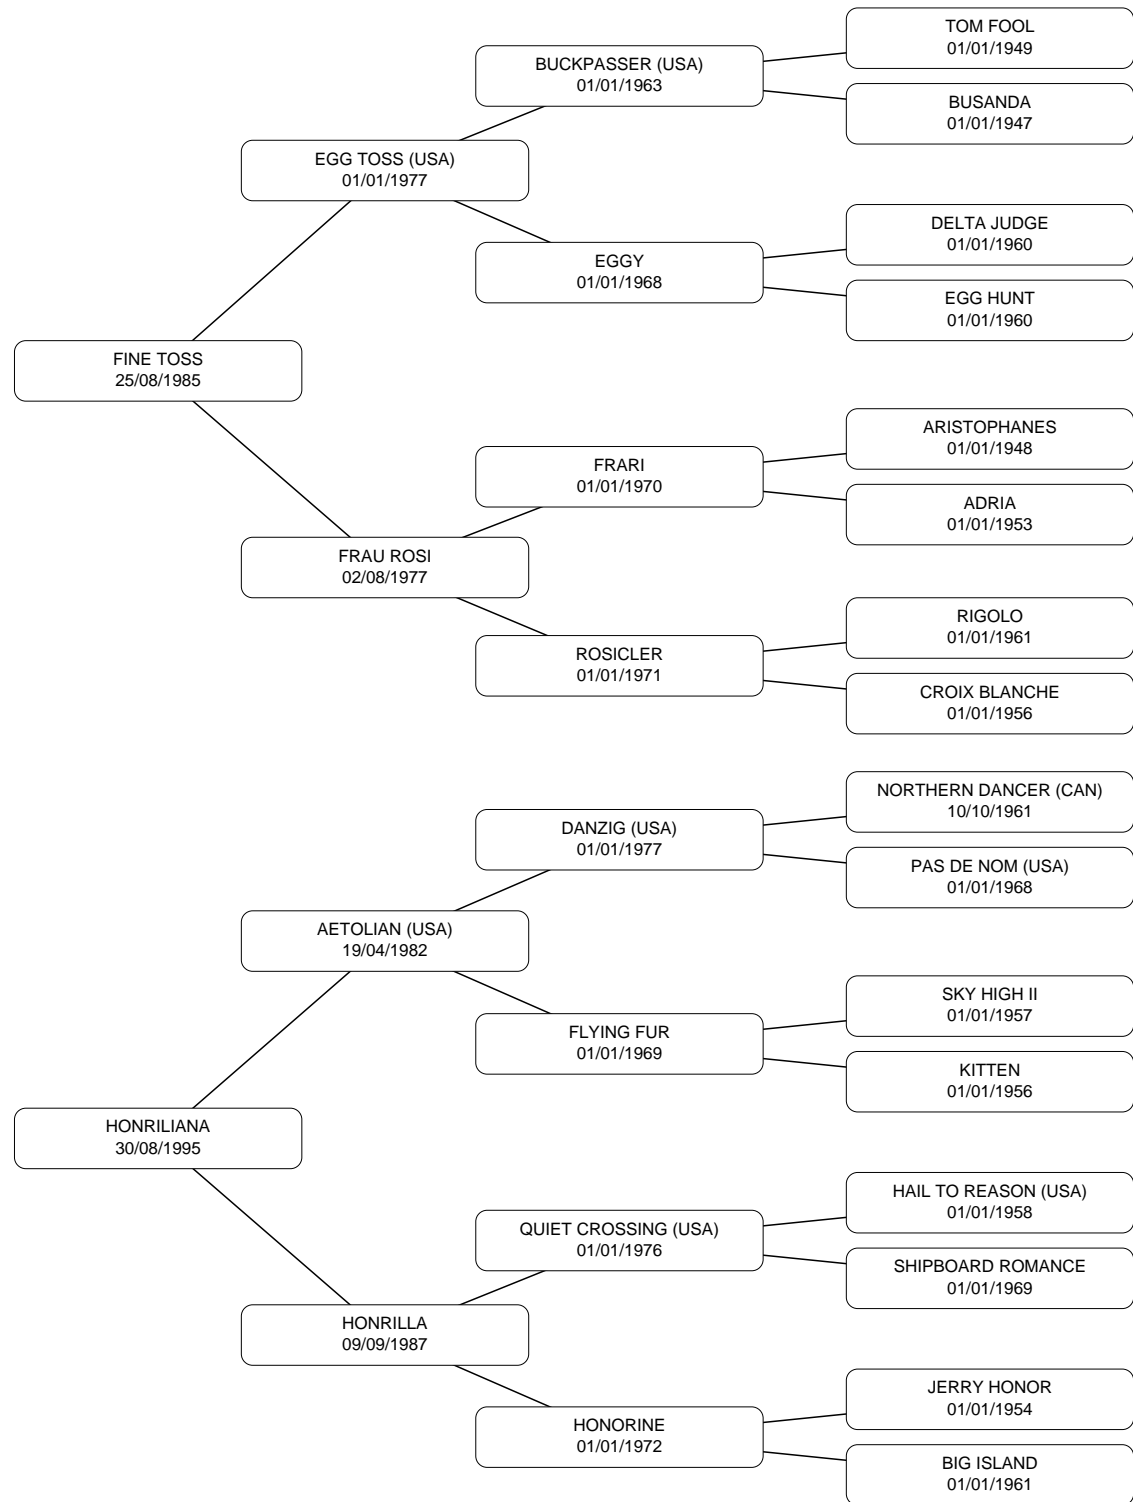 TOM FOOL
01/01/1949
BUCKPASSER (USA)
01/01/1963
BUSANDA
01/01/1947
EGG TOSS (USA)
01/01/1977
DELTA JUDGE
01/01/1960
EGGY
01/01/1968
EGG HUNT
01/01/1960
FINE TOSS
25/08/1985
ARISTOPHANES
01/01/1948
FRARI
01/01/1970
ADRIA
01/01/1953
FRAU ROSI
02/08/1977
RIGOLO
01/01/1961
ROSICLER
01/01/1971
CROIX BLANCHE
01/01/1956
NORTHERN DANCER (CAN)
10/10/1961
DANZIG (USA)
01/01/1977
PAS DE NOM (USA)
01/01/1968
AETOLIAN (USA)
19/04/1982
SKY HIGH II
01/01/1957
FLYING FUR
01/01/1969
KITTEN
01/01/1956
HONRILIANA
30/08/1995
HAIL TO REASON (USA)
01/01/1958
QUIET CROSSING (USA)
01/01/1976
SHIPBOARD ROMANCE
01/01/1969
HONRILLA
09/09/1987
JERRY HONOR
01/01/1954
HONORINE
01/01/1972
BIG ISLAND
01/01/1961